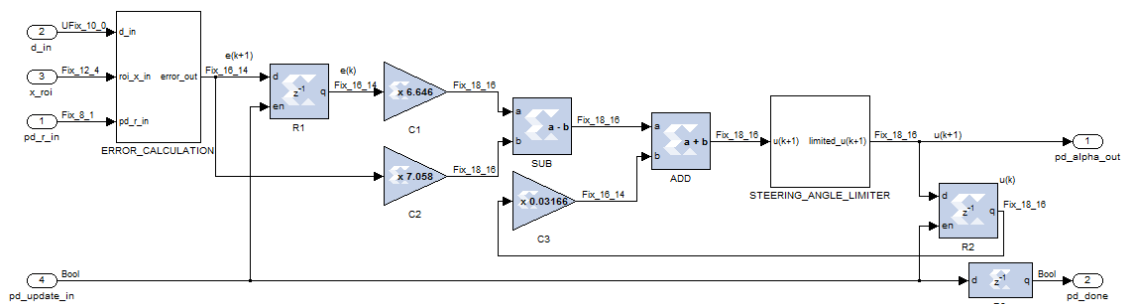 2
UFix_10_0
d_in
d_in
3
Fix_12_4
x_roi
roi_x_in
error_out
1
Fix_8_1
pd_r_in
pd_r_in
ERROR_CALCULATION
e(k+1)
Fix_16_14
d
en
z⁻¹
q
R1
e(k)
Fix_16_14
x 6.646
C1
Fix_18_16
x 7.058
C2
Fix_18_16
a
b
a - b
SUB
Fix_18_16
x 0.03166
C3
Fix_16_14
a
b
a + b
ADD
Fix_18_16
u(k+1)
limited_u(k+1)
STEERING_ANGLE_LIMITER
Fix_18_16
u(k+1)
1
pd_alpha_out
u(k)
d
en
z⁻¹
q
Fix_18_16
R2
4
Bool
pd_update_in
d
z⁻¹
q
Bool
2
pd_done